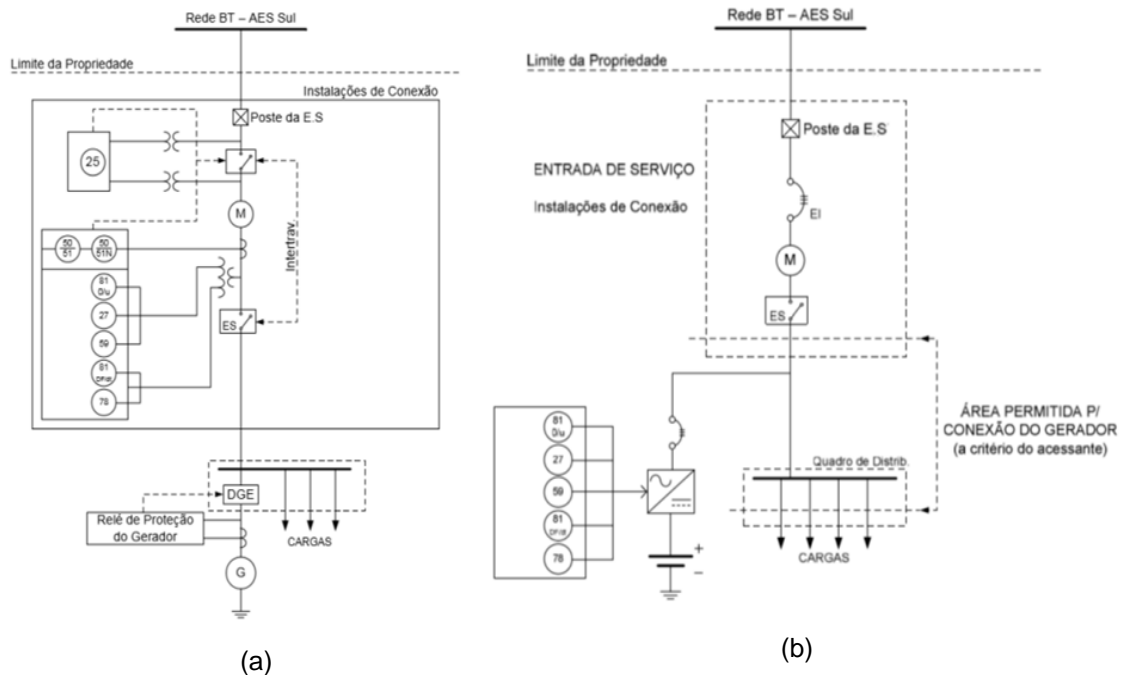 Rede BT – AES Sul
Limite da Propriedade
Instalações de Conexão
Poste da E.S
25
M
Intertrav.
50
51
50
51N
81
D/u
27
59
81
DF/dt
78
ES
DGE
Relé de Proteção
do Gerador
CARGAS
G
(a)
Rede BT – AES Sul
Limite da Propriedade
Poste da E.S
ENTRADA DE SERVIÇO
Instalações de Conexão
EI
M
ES
ÁREA PERMITIDA P/
CONEXÃO DO GERADOR
(a critério do acessante)
81
D/u
27
59
81
DF/dt
78
Quadro de Distrib.
+
–
CARGAS
(b)